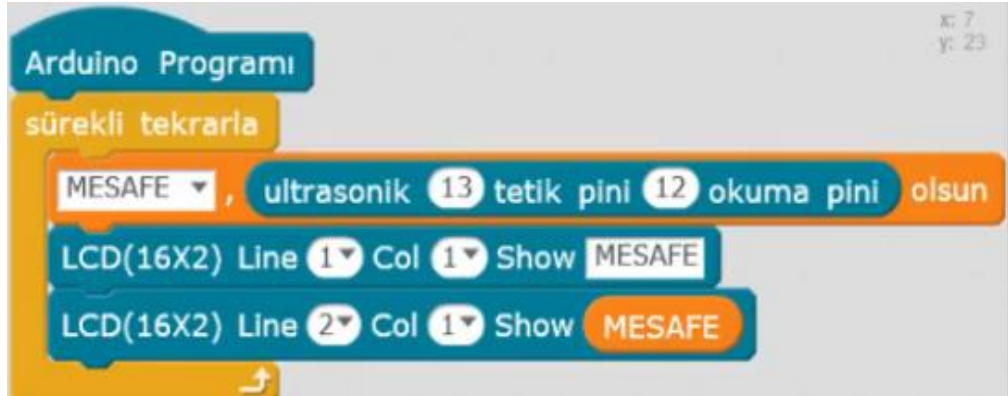 x: 7
y: 23
Arduino Programı
sürekli tekrarla
MESAFE , ultrasonik 13 tetik pini 12 okuma pini olsun
LCD(16X2) Line 1 Col 1 Show MESAFE
LCD(16X2) Line 2 Col 1 Show MESAFE